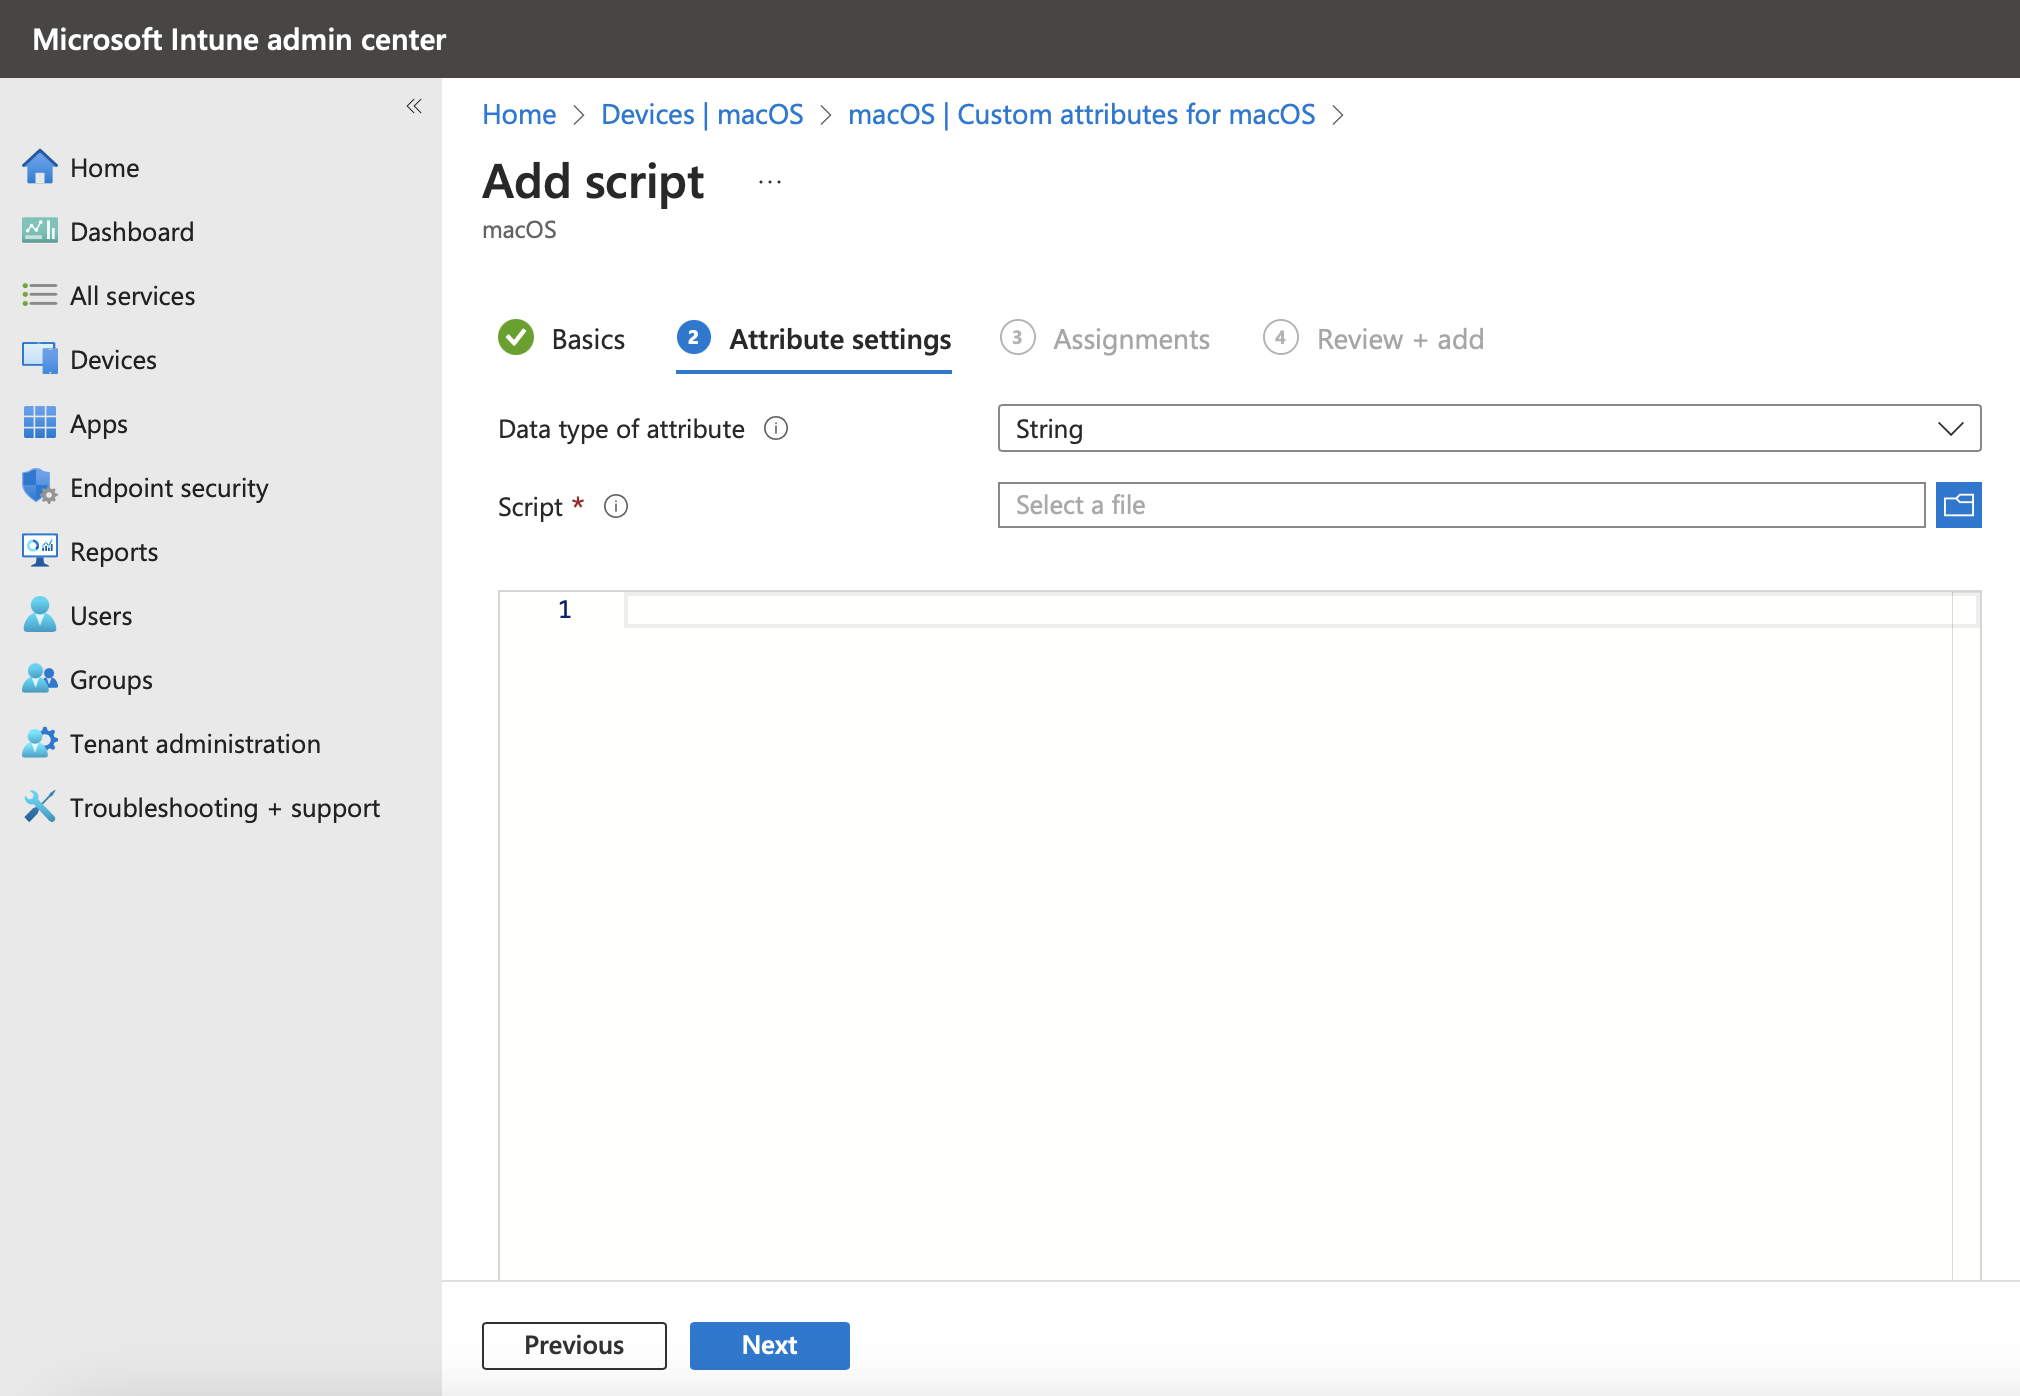 Microsoft Intune admin center
«
Home
Dashboard
All services
Devices
Apps
Endpoint security
Reports
Users
Groups
Tenant administration
Troubleshooting + support
Home > Devices | macOS > macOS | Custom attributes for macOS >
Add script ...
macOS
Basics 2 Attribute settings 3 Assignments 4 Review + add
Data type of attribute String
Script * Select a file
1
Previous Next